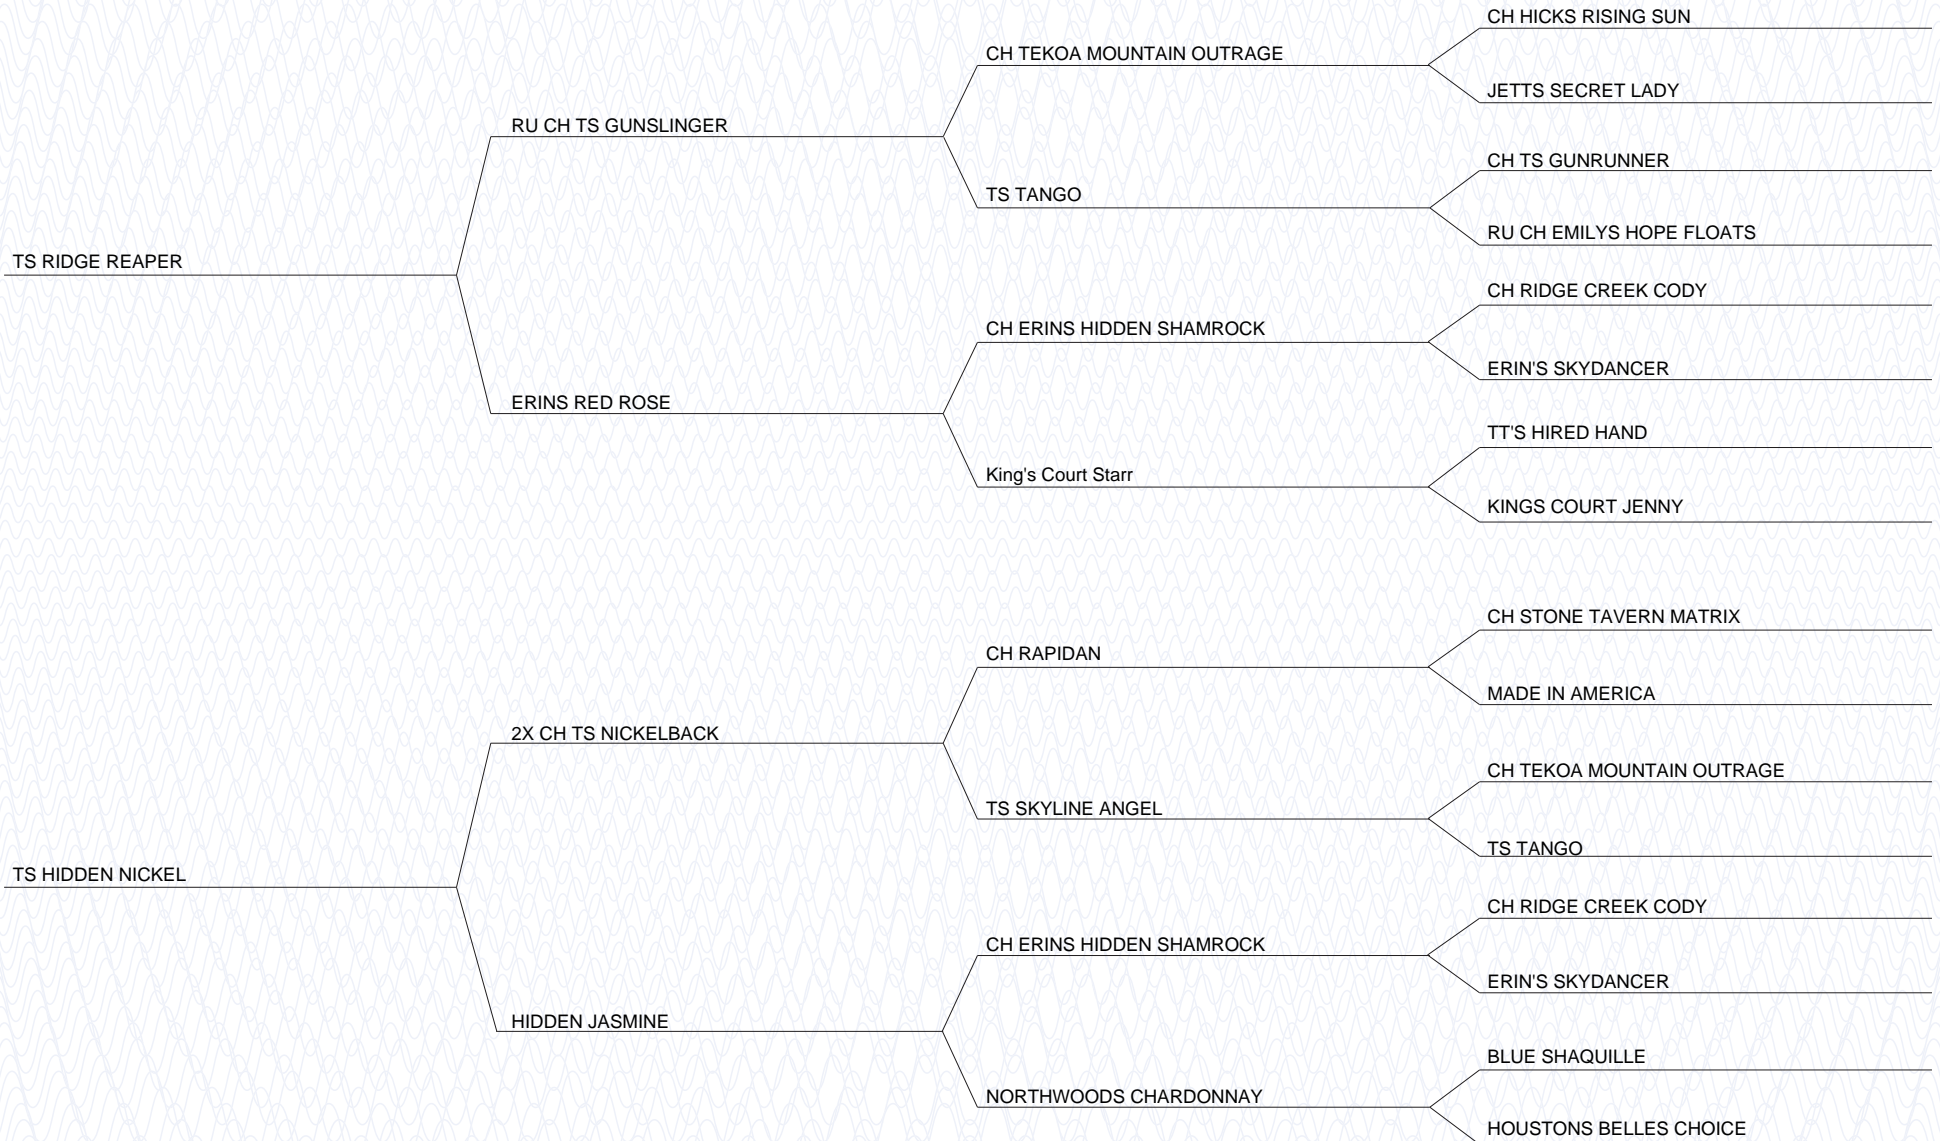 CH HICKS RISING SUN
CH TEKOA MOUNTAIN OUTRAGE
JETTS SECRET LADY
RU CH TS GUNSLINGER
CH TS GUNRUNNER
TS TANGO
RU CH EMILYS HOPE FLOATS
TS RIDGE REAPER
CH RIDGE CREEK CODY
CH ERINS HIDDEN SHAMROCK
ERIN'S SKYDANCER
ERINS RED ROSE
TT'S HIRED HAND
King's Court Starr
KINGS COURT JENNY
CH STONE TAVERN MATRIX
CH RAPIDAN
MADE IN AMERICA
2X CH TS NICKELBACK
CH TEKOA MOUNTAIN OUTRAGE
TS SKYLINE ANGEL
TS TANGO
TS HIDDEN NICKEL
CH RIDGE CREEK CODY
CH ERINS HIDDEN SHAMROCK
ERIN'S SKYDANCER
HIDDEN JASMINE
BLUE SHAQUILLE
NORTHWOODS CHARDONNAY
HOUSTONS BELLES CHOICE